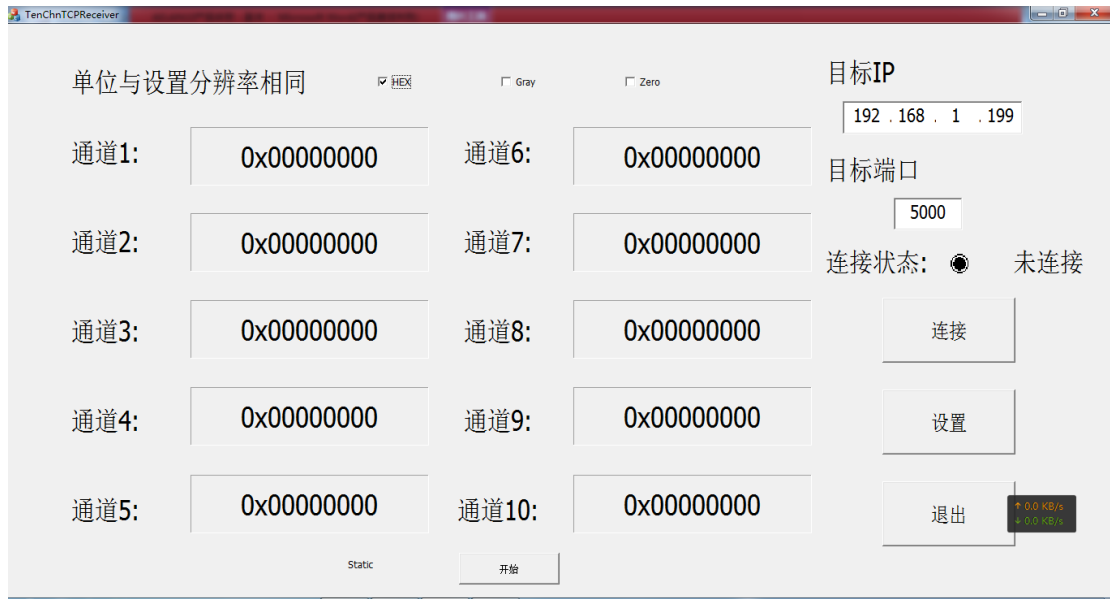 TenChnTCPReceiver
单位与设置分辨率相同 HEX Gray Zero
目标IP
192 . 168 . 1 . 199
通道1: 0x00000000 通道6: 0x00000000
目标端口
5000
通道2: 0x00000000 通道7: 0x00000000
连接状态: 未连接
通道3: 0x00000000 通道8: 0x00000000
连接
通道4: 0x00000000 通道9: 0x00000000
设置
通道5: 0x00000000 通道10: 0x00000000
退出
↑ 0.0 KB/s
↓ 0.0 KB/s
Static 开始